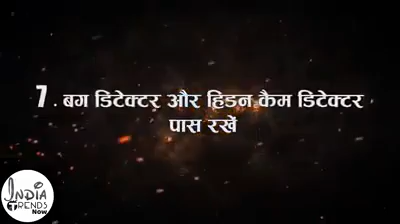 7 . बग डिटेक्टर और हिडन कैम डिटेक्टर
पास रखें
INDIA
TRENDS
Now